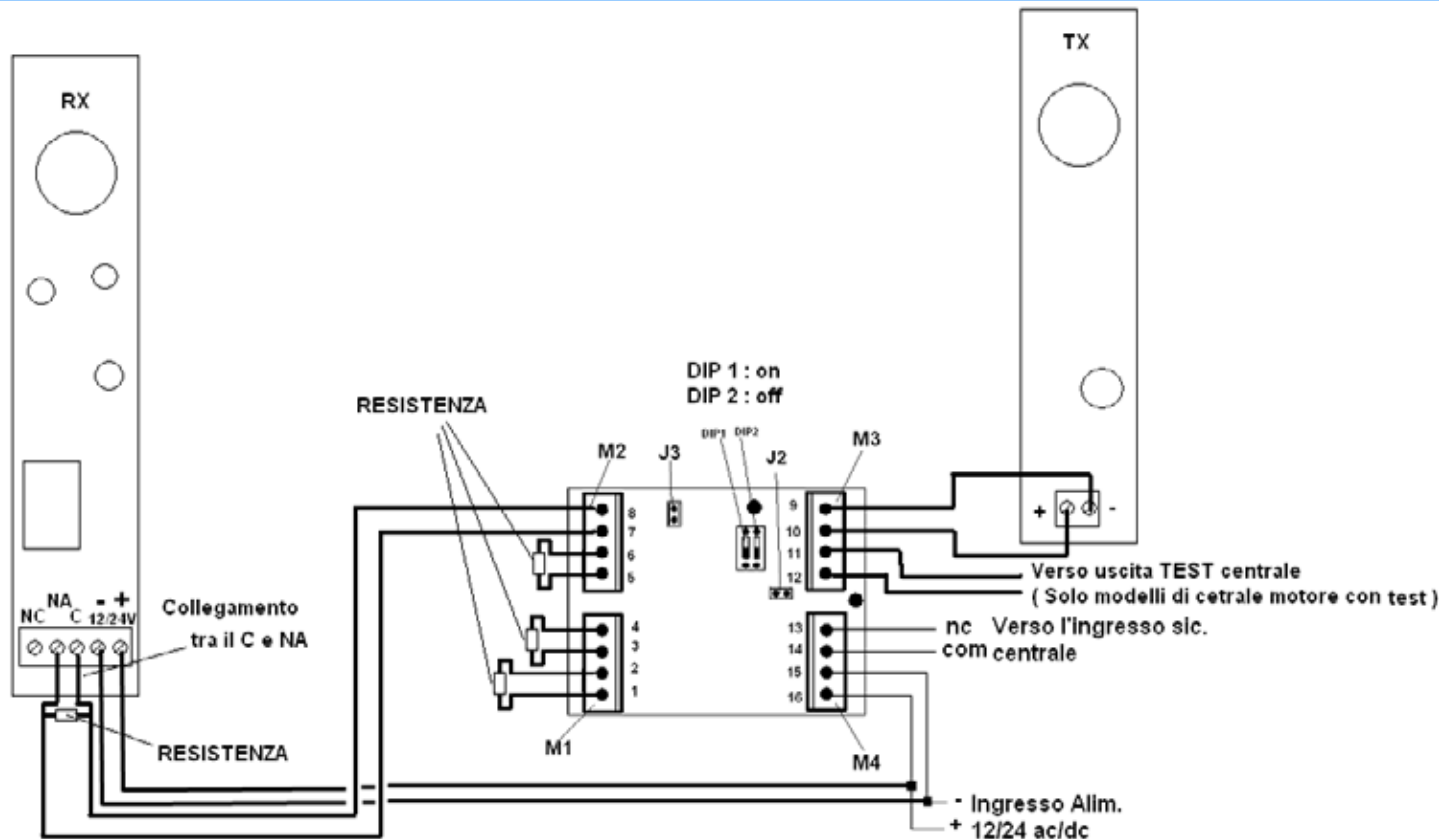 TX
RX
DIP 1 : on
DIP 2 : off
RESISTENZA
DIP1 DIP2
M2
J3
J2
M3
8
7
6
5
9
10
11
12
+
-
Verso uscita TEST centrale
( Solo modelli di cetrale motore con test )
4
3
2
1
13
14
15
16
nc Verso l'ingresso sic.
com centrale
NC NA C - +
12/24V
Collegamento
tra il C e NA
RESISTENZA
M1
M4
- Ingresso Alim.
+ 12/24 ac/dc